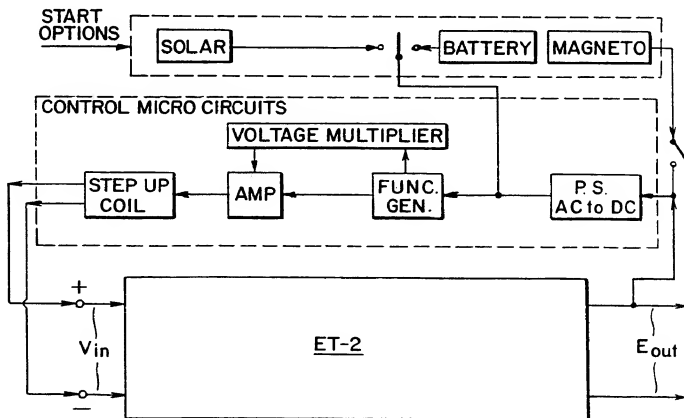 START
OPTIONS
SOLAR
BATTERY
MAGNETO
CONTROL MICRO CIRCUITS
VOLTAGE MULTIPLIER
STEP UP
COIL
AMP
FUNC.
GEN.
P. S.
AC to DC
+
Vin
−
ET-2
Eout